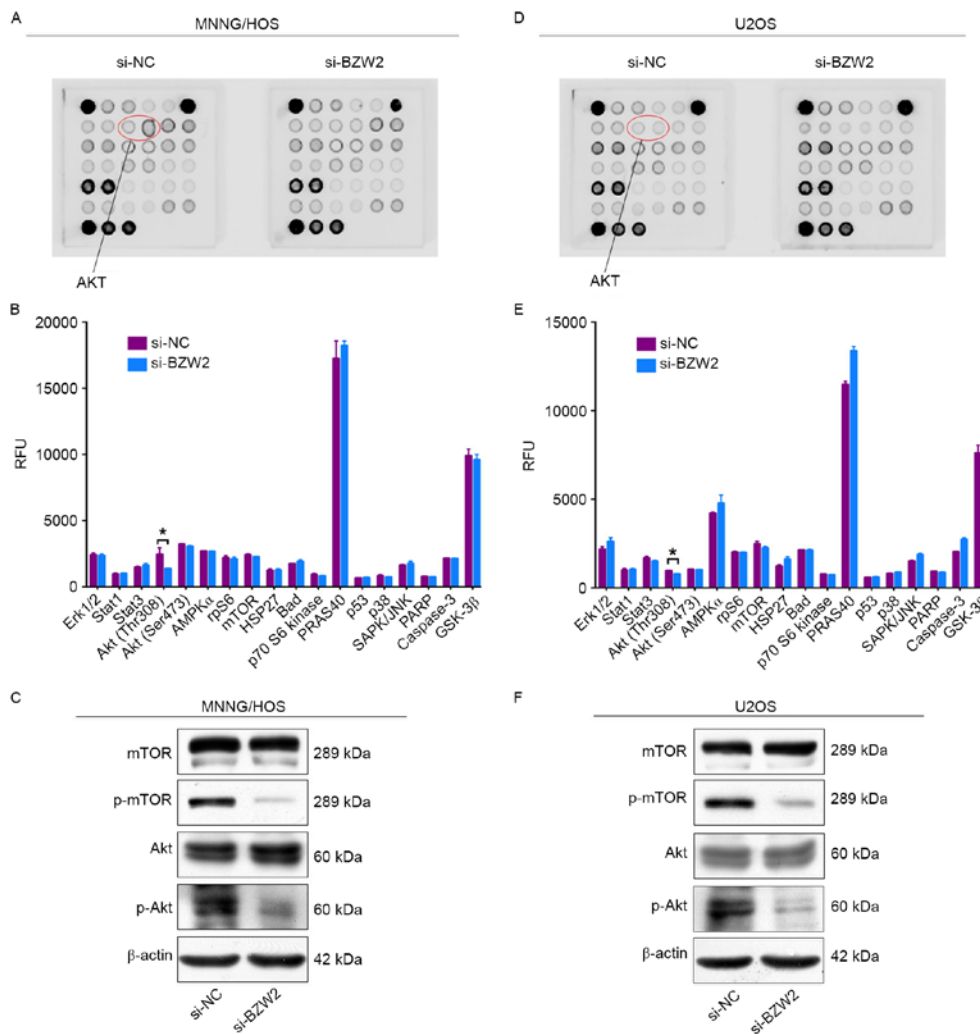 A
MNNG/HOS
si-NC
si-BZW2
AKT
D
U2OS
si-NC
si-BZW2
AKT
B
20000
15000
10000
5000
0
RFU
si-NC
si-BZW2
*
Erk1/2
Stat1
Stat3
Akt (Thr308)
Akt (Ser473)
AMPKα
rpS6
mTOR
HSP27
Bad
p70 S6 kinase
PRAS40
p53
p38
SAPK/JNK
PARP
Caspase-3
GSK-3β
E
15000
10000
5000
0
RFU
si-NC
si-BZW2
*
Erk1/2
Stat1
Stat3
Akt (Thr308)
Akt (Ser473)
AMPKα
rpS6
mTOR
HSP27
Bad
p70 S6 kinase
PRAS40
p53
p38
SAPK/JNK
PARP
Caspase-3
C
MNNG/HOS
mTOR 289 kDa
p-mTOR 289 kDa
Akt 60 kDa
p-Akt 60 kDa
β-actin 42 kDa
si-NC
si-BZW2
F
U2OS
mTOR 289 kDa
p-mTOR 289 kDa
Akt 60 kDa
p-Akt 60 kDa
β-actin 42 kDa
si-NC
si-BZW2